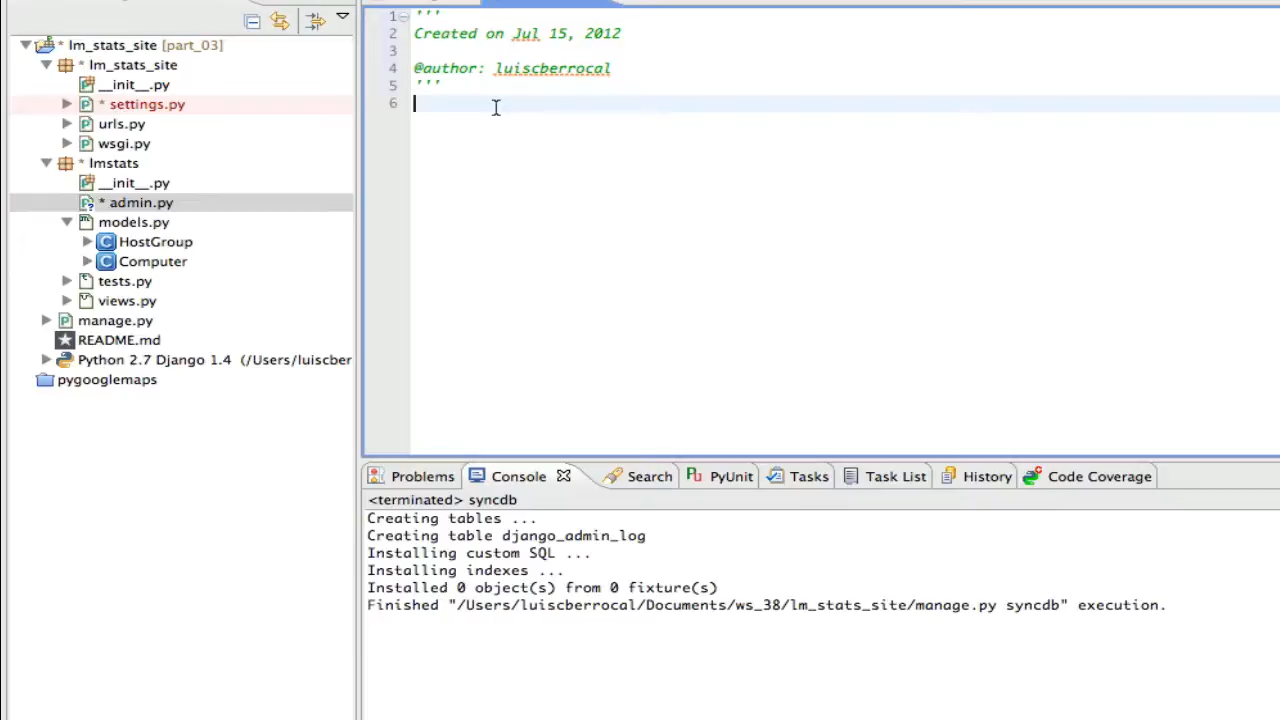 * lm_stats_site [part_03]
* lm_stats_site
__init__.py
* settings.py
urls.py
wsgi.py
* lmstats
__init__.py
* admin.py
models.py
HostGroup
Computer
tests.py
views.py
manage.py
README.md
Python 2.7 Django 1.4 (/Users/luiscber
pygooglemaps
1 '''
2 Created on Jul 15, 2012
3
4 @author: luiscberrocal
5 '''
6
Problems Console Search PyUnit Tasks Task List History Code Coverage
<terminated> syncdb
Creating tables ...
Creating table django_admin_log
Installing custom SQL ...
Installing indexes ...
Installed 0 object(s) from 0 fixture(s)
Finished "/Users/luiscberrocal/Documents/ws_38/lm_stats_site/manage.py syncdb" execution.